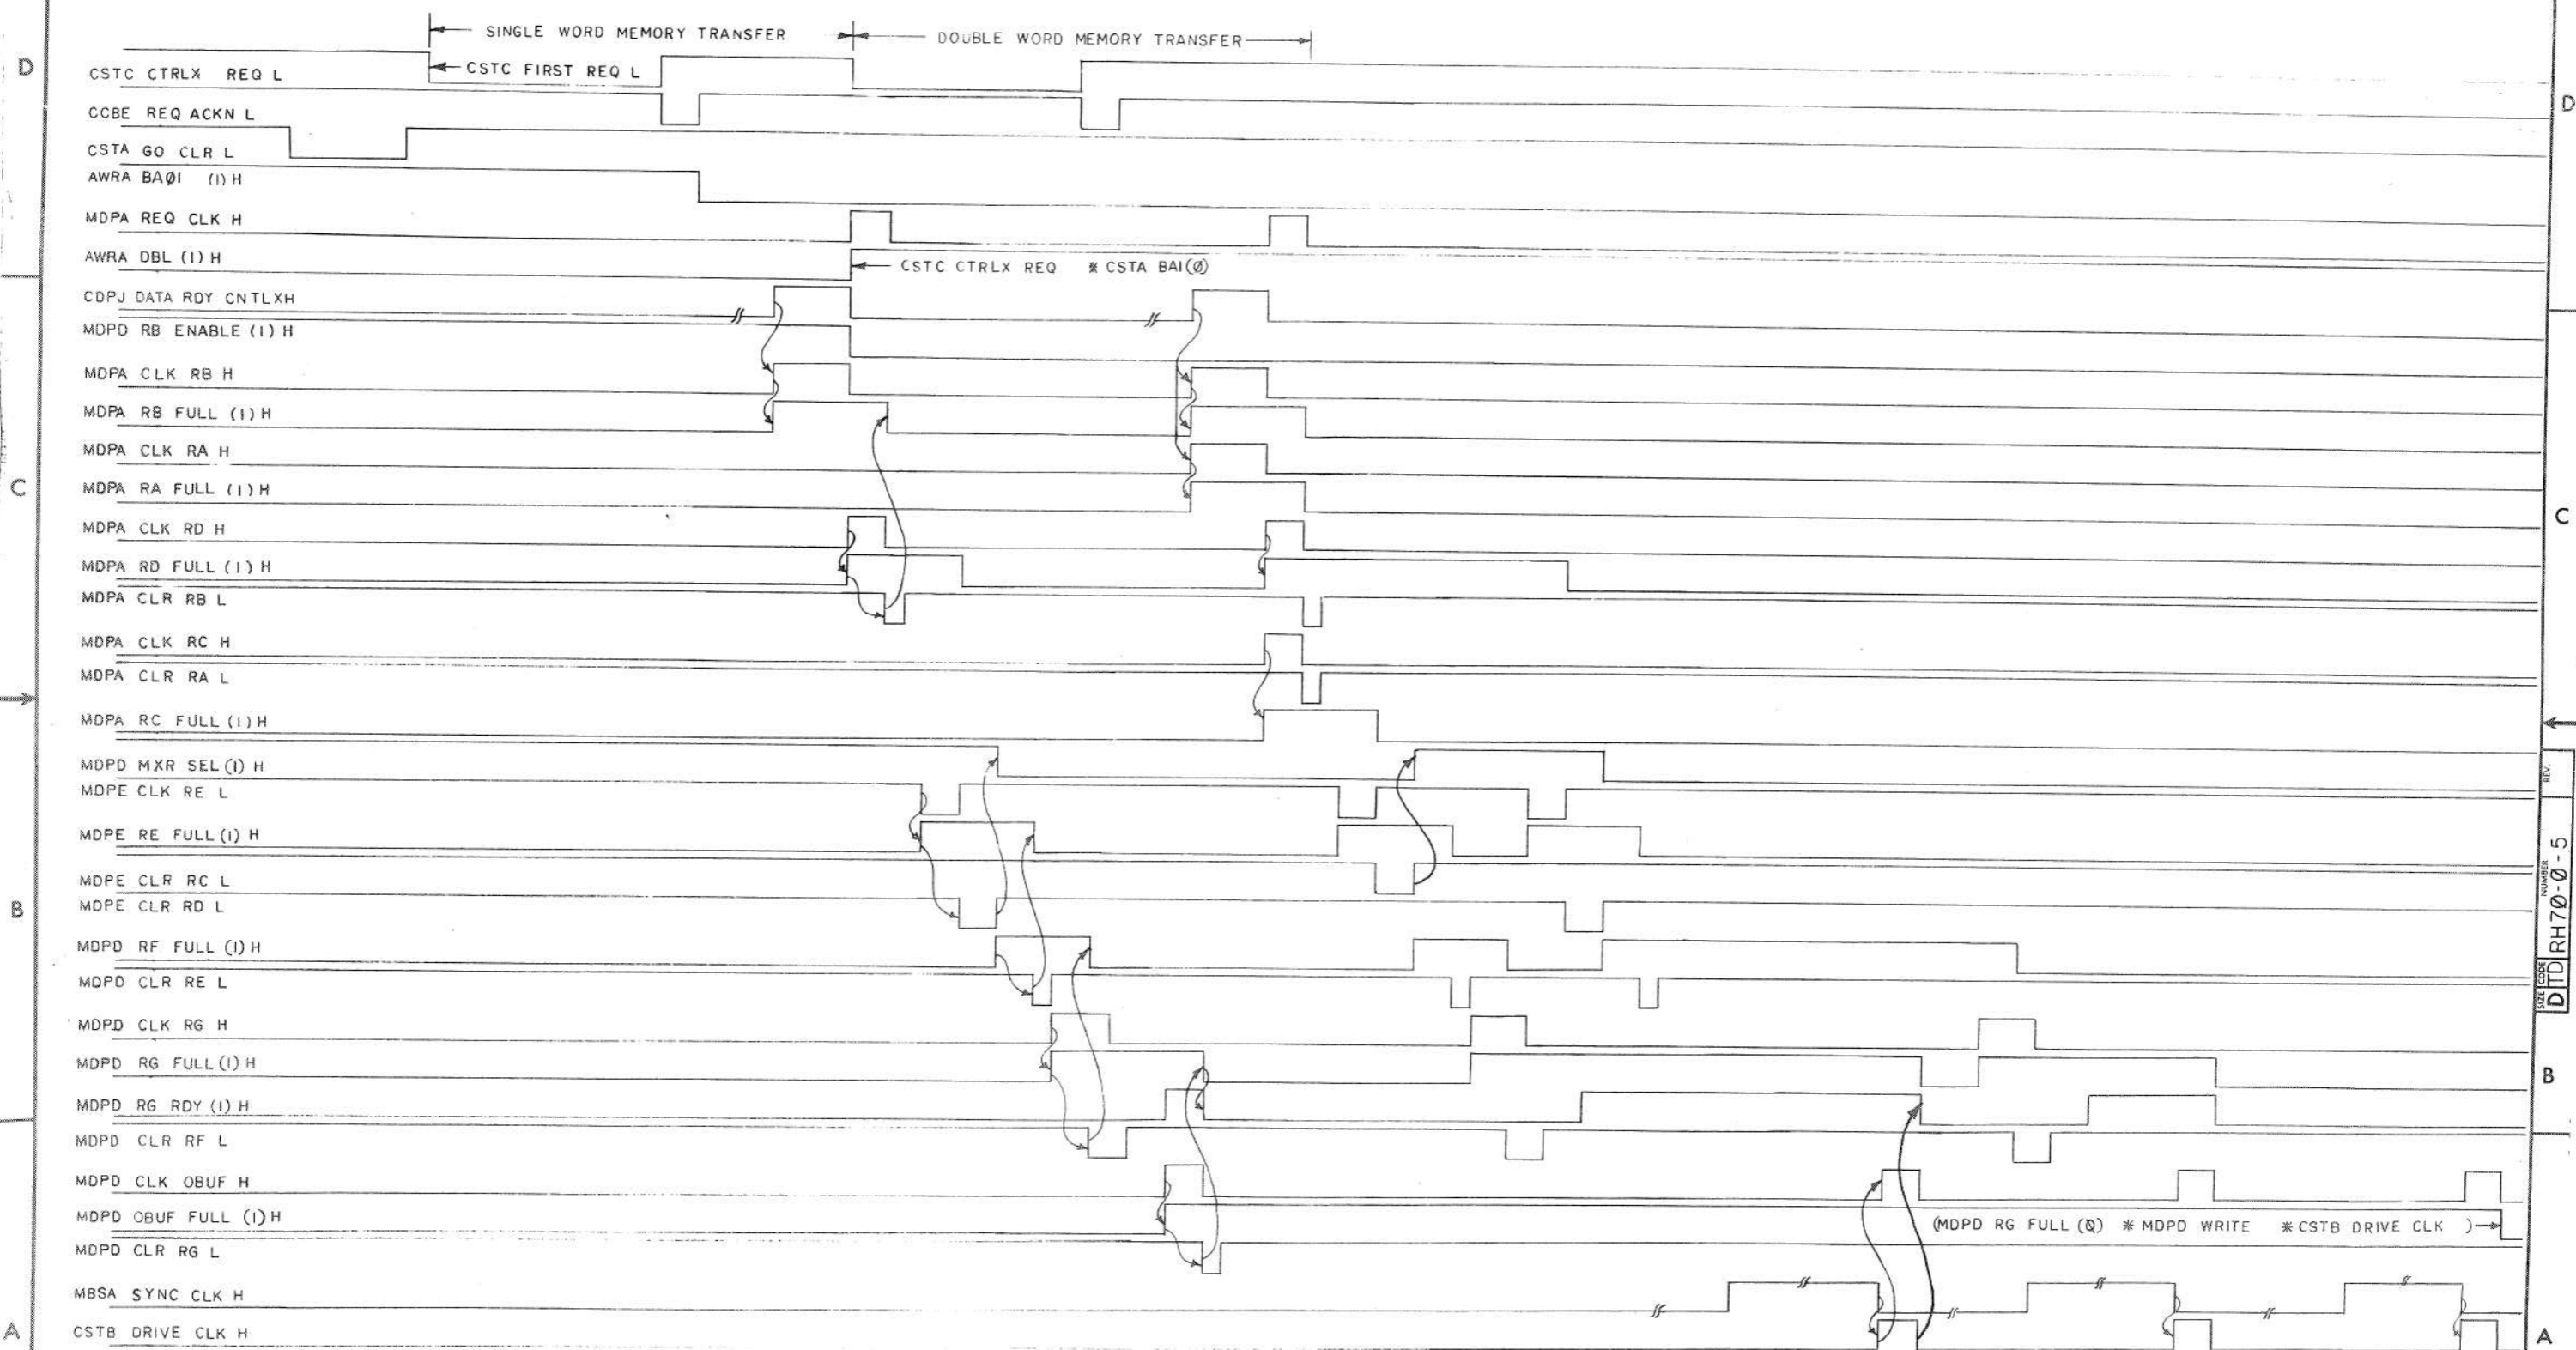 SINGLE WORD MEMORY TRANSFER
DOUBLE WORD MEMORY TRANSFER
D
D
CSTC CTRLX REQ L
CSTC FIRST REQ L
CCBE REQ ACKN L
CSTA GO CLR L
AWRA BAØ1 (1) H
MDPA REQ CLK H
AWRA DBL (1) H
CSTC CTRLX REQ * CSTA BAI(Ø)
CDPJ DATA RDY CNTLXH
MDPD RB ENABLE (1) H
MDPA CLK RB H
MDPA RB FULL (1) H
MDPA CLK RA H
C
MDPA RA FULL (1) H
C
MDPA CLK RD H
MDPA RD FULL (1) H
MDPA CLR RB L
MDPA CLK RC H
MDPA CLR RA L
MDPA RC FULL (1) H
MDPD MXR SEL (1) H
MDPE CLK RE L
MDPE RE FULL (1) H
MDPE CLR RC L
B
MDPE CLR RD L
MDPD RF FULL (1) H
MDPD CLR RE L
MDPD CLK RG H
MDPD RG FULL (1) H
B
MDPD RG RDY (1) H
MDPD CLR RF L
MDPD CLK OBUF H
MDPD OBUF FULL (1) H
(MDPD RG FULL (Ø) * MDPD WRITE * CSTB DRIVE CLK )
MDPD CLR RG L
MBSA SYNC CLK H
A
CSTB DRIVE CLK H
A
SIZE CODE NUMBER REV.
D TD RH70-Ø-5